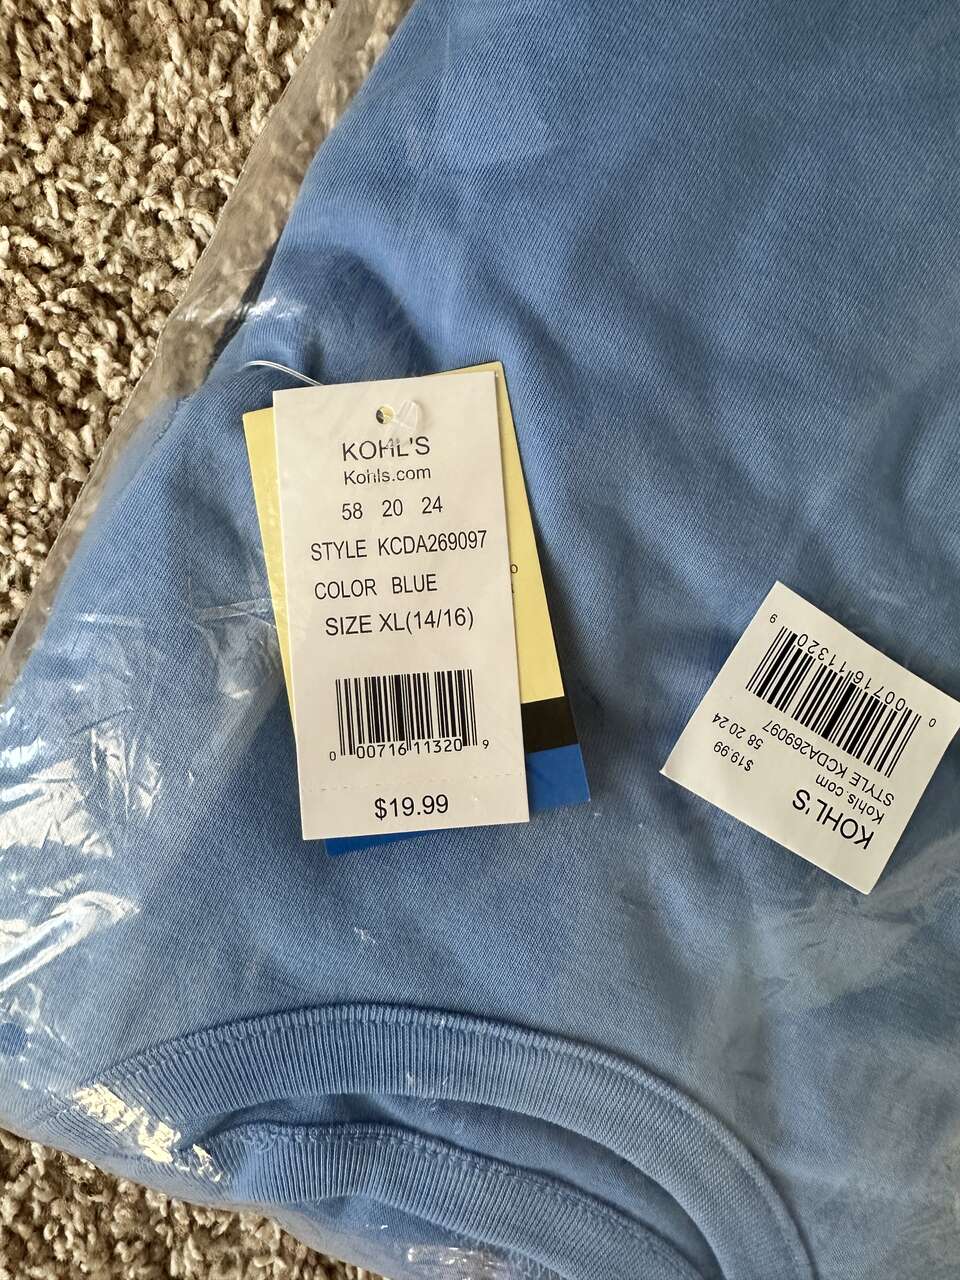 KOHL'S
Kohls.com
58 20 24
STYLE KCDA269097
COLOR BLUE
SIZE XL(14/16)
0 00716 11320 9
$19.99
KOHL'S
Kohls.com
STYLE KCDA269097
58 20 24
$19.99
0 00716 11320 9